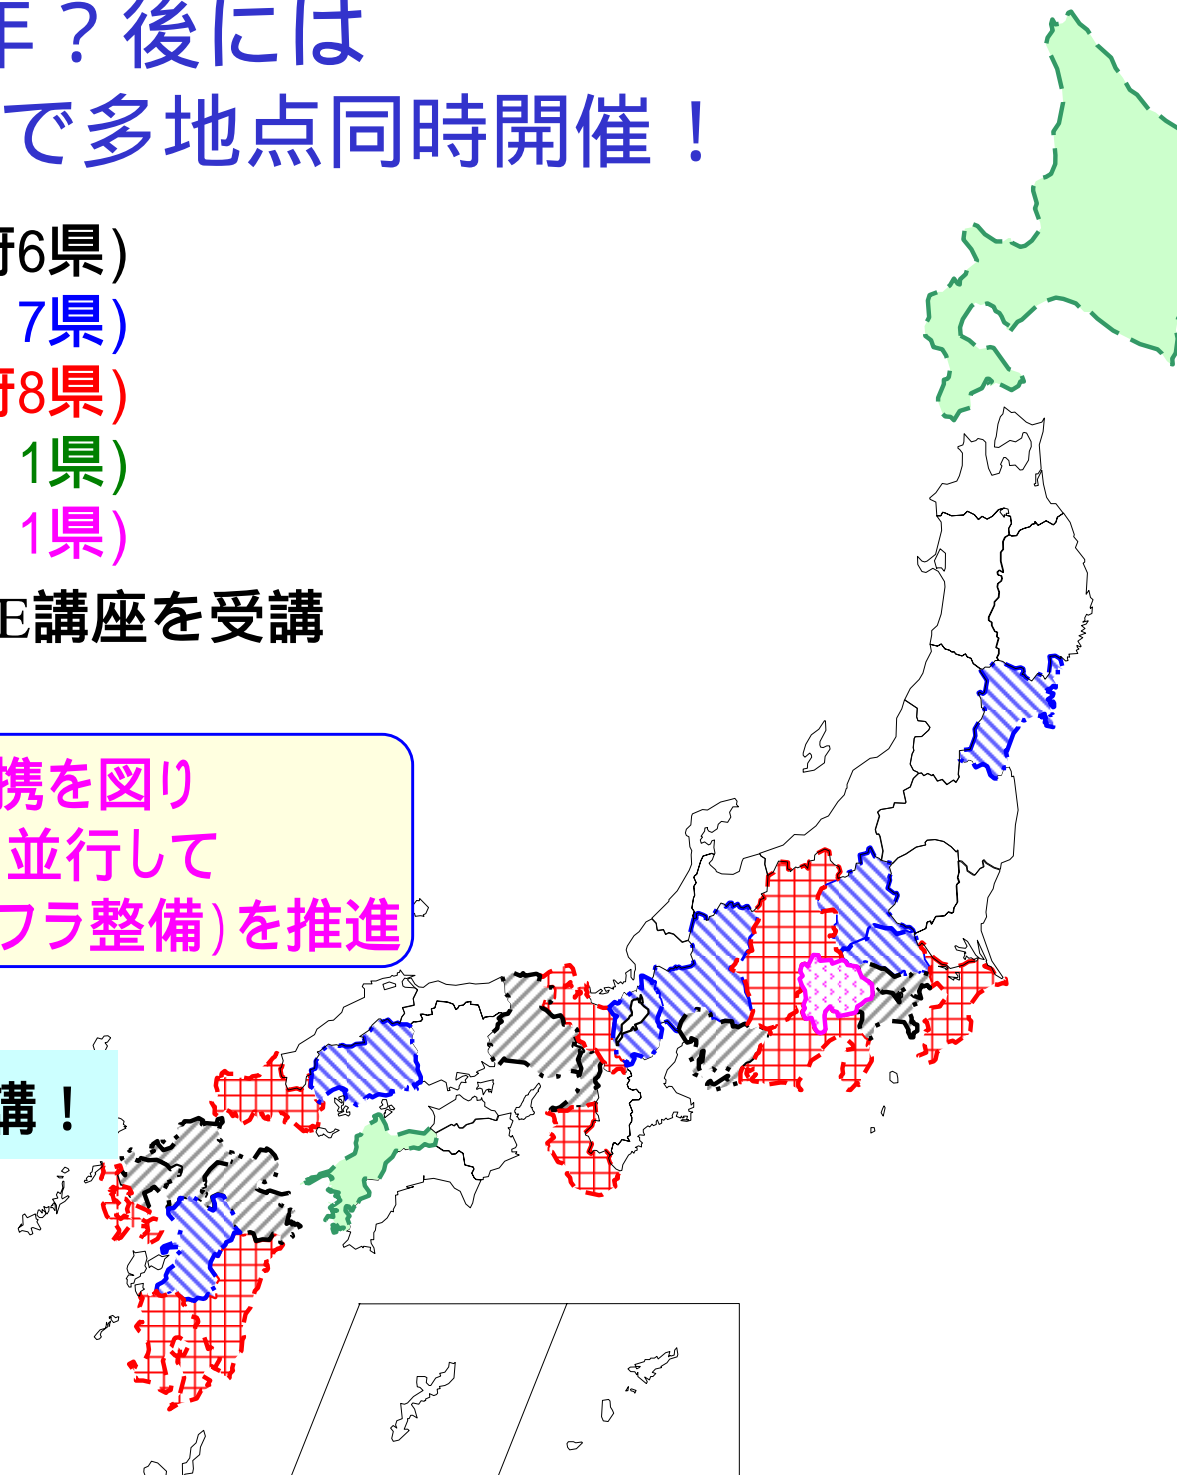 年？後には
で多地点同時開催！
府6県)
7県)
府8県)
1県)
1県)
E講座を受講
携を図り
並行して
フラ整備)を推進
講！